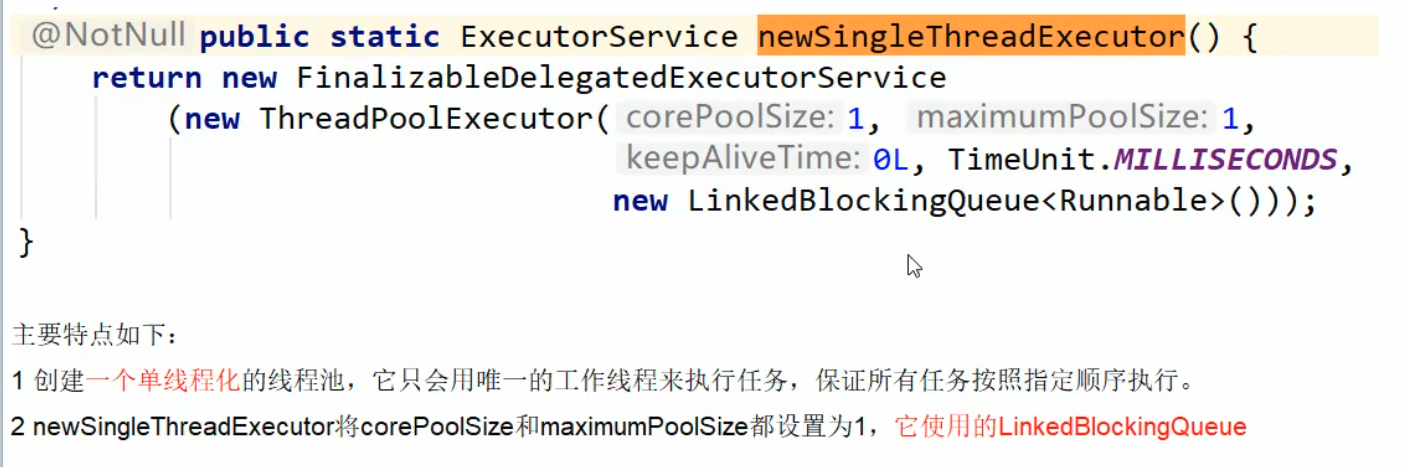 @NotNull public static ExecutorService newSingleThreadExecutor() {
return new FinalizableDelegatedExecutorService
(new ThreadPoolExecutor( corePoolSize: 1, maximumPoolSize: 1,
keepAliveTime: 0L, TimeUnit.MILLISECONDS,
new LinkedBlockingQueue<Runnable>()));
}
主要特点如下：
1 创建一个单线程化的线程池，它只会用唯一的工作线程来执行任务，保证所有任务按照指定顺序执行。
2 newSingleThreadExecutor将corePoolSize和maximumPoolSize都设置为1，它使用的LinkedBlockingQueue